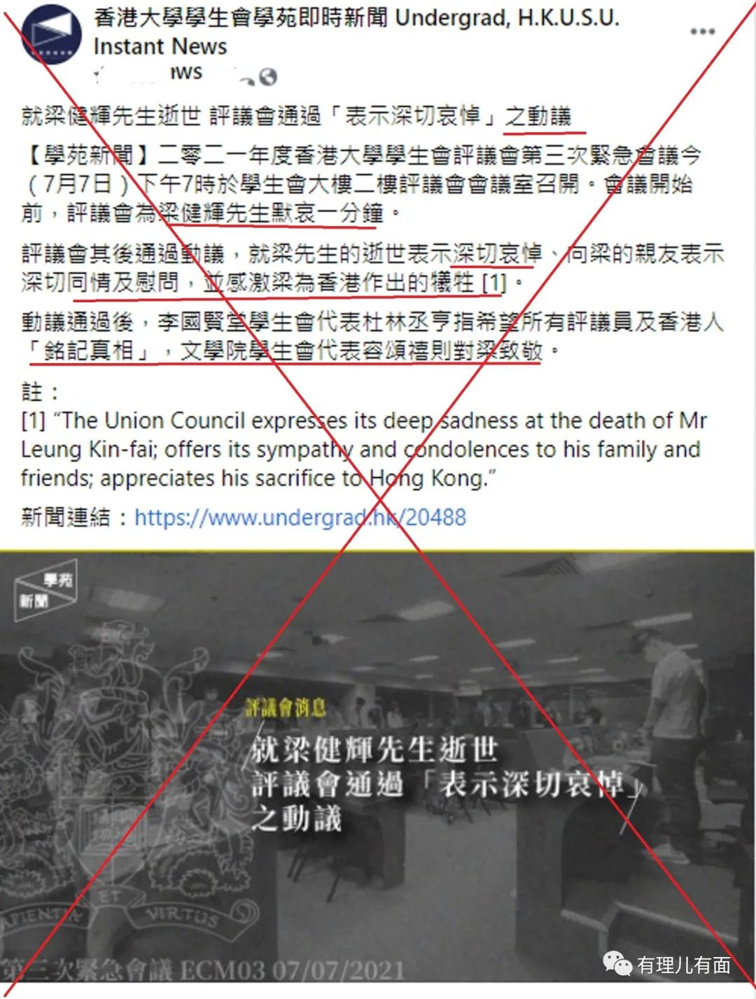 香港大學學生會學苑即時新聞 Undergrad, H.K.U.S.U.
Instant News
ws
就梁健輝先生逝世 評議會通過「表示深切哀悼」之動議
【學苑新聞】二零二一年度香港大學學生會評議會第三次緊急會議今
（7月7日）下午7時於學生會大樓二樓評議會會議室召開。會議開始
前，評議會為梁健輝先生默哀一分鐘。
評議會其後通過動議，就梁先生的逝世表示深切哀悼、向梁的親友表示
深切同情及慰問，並感激梁為香港作出的犧牲 [1]。
動議通過後，李國賢堂學生會代表杜林丞亨指希望所有評議員及香港人
「銘記真相」，文學院學生會代表容頌禧則對梁致敬。
註：
[1] “The Union Council expresses its deep sadness at the death of Mr
Leung Kin-fai; offers its sympathy and condolences to his family and
friends; appreciates his sacrifice to Hong Kong.”
新聞連結：https://www.undergrad.hk/20488
學苑
新聞
評議會消息
就梁健輝先生逝世
評議會通過「表示深切哀悼」
之動議
ET
SAPIENTIA
VIRTUS
第三次緊急會議 ECM03 07/07/2021
有理儿有面